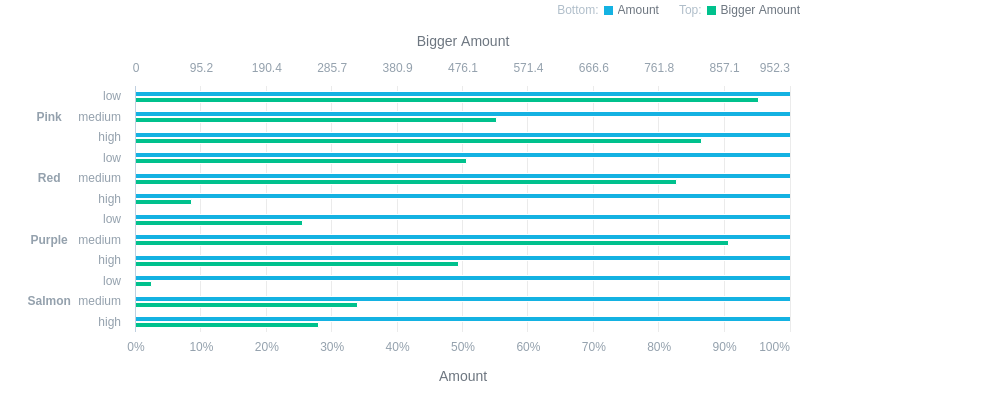 Bottom: Amount Top: Bigger Amount
Bigger Amount
0 95.2 190.4 285.7 380.9 476.1 571.4 666.6 761.8 857.1 952.3
low
Pink medium
high
low
Red medium
high
low
Purple medium
high
low
Salmon medium
high
0% 10% 20% 30% 40% 50% 60% 70% 80% 90% 100%
Amount